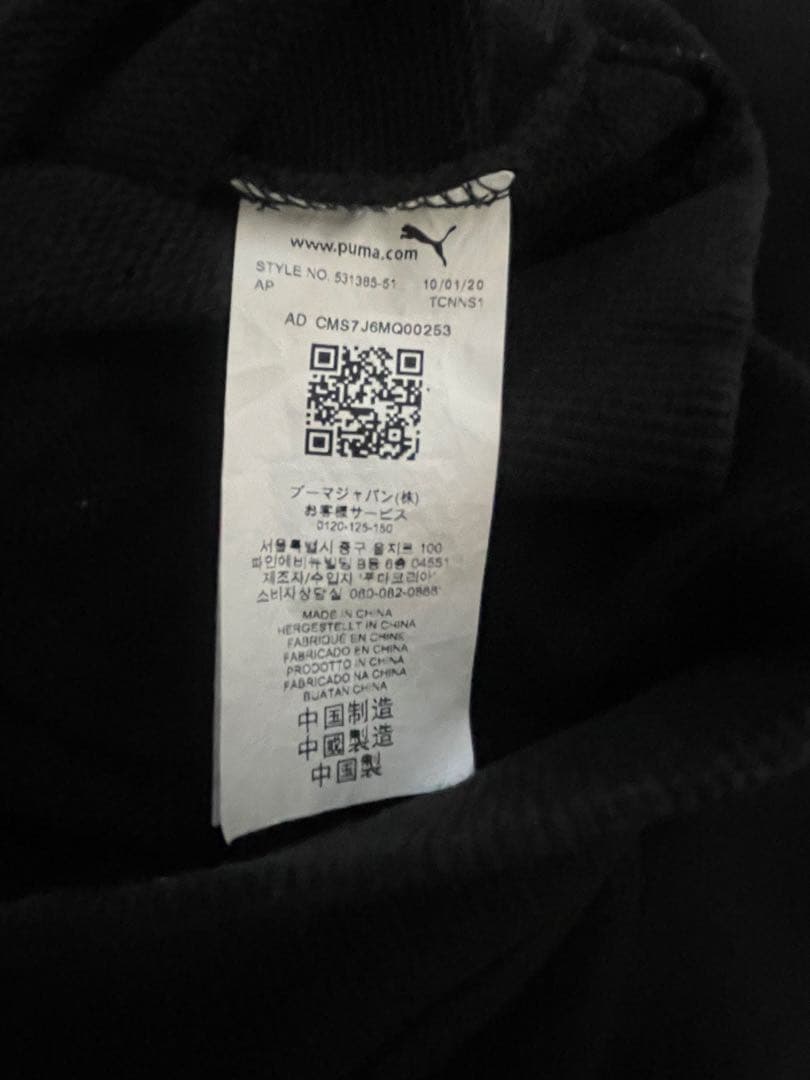 www.puma.com
STYLE NO. 531385-51 10/01/20
AP TCNNS1
AD CMS7J6MQ00253
プーマジャパン(株)
お客様サービス
0120-125-150
서울특별시 중구 을지로 100
파인애비뉴빌딩 B동 6층 04551
제조자/수입자 '푸마코리아'
소비자상담실 080-082-0888
MADE IN CHINA
HERGESTELLT IN CHINA
FABRIQUÉ EN CHINE
FABRICADO EN CHINA
PRODOTTO IN CHINA
FABRICADO NA CHINA
BUATAN CHINA
中国制造
中國製造
中国製